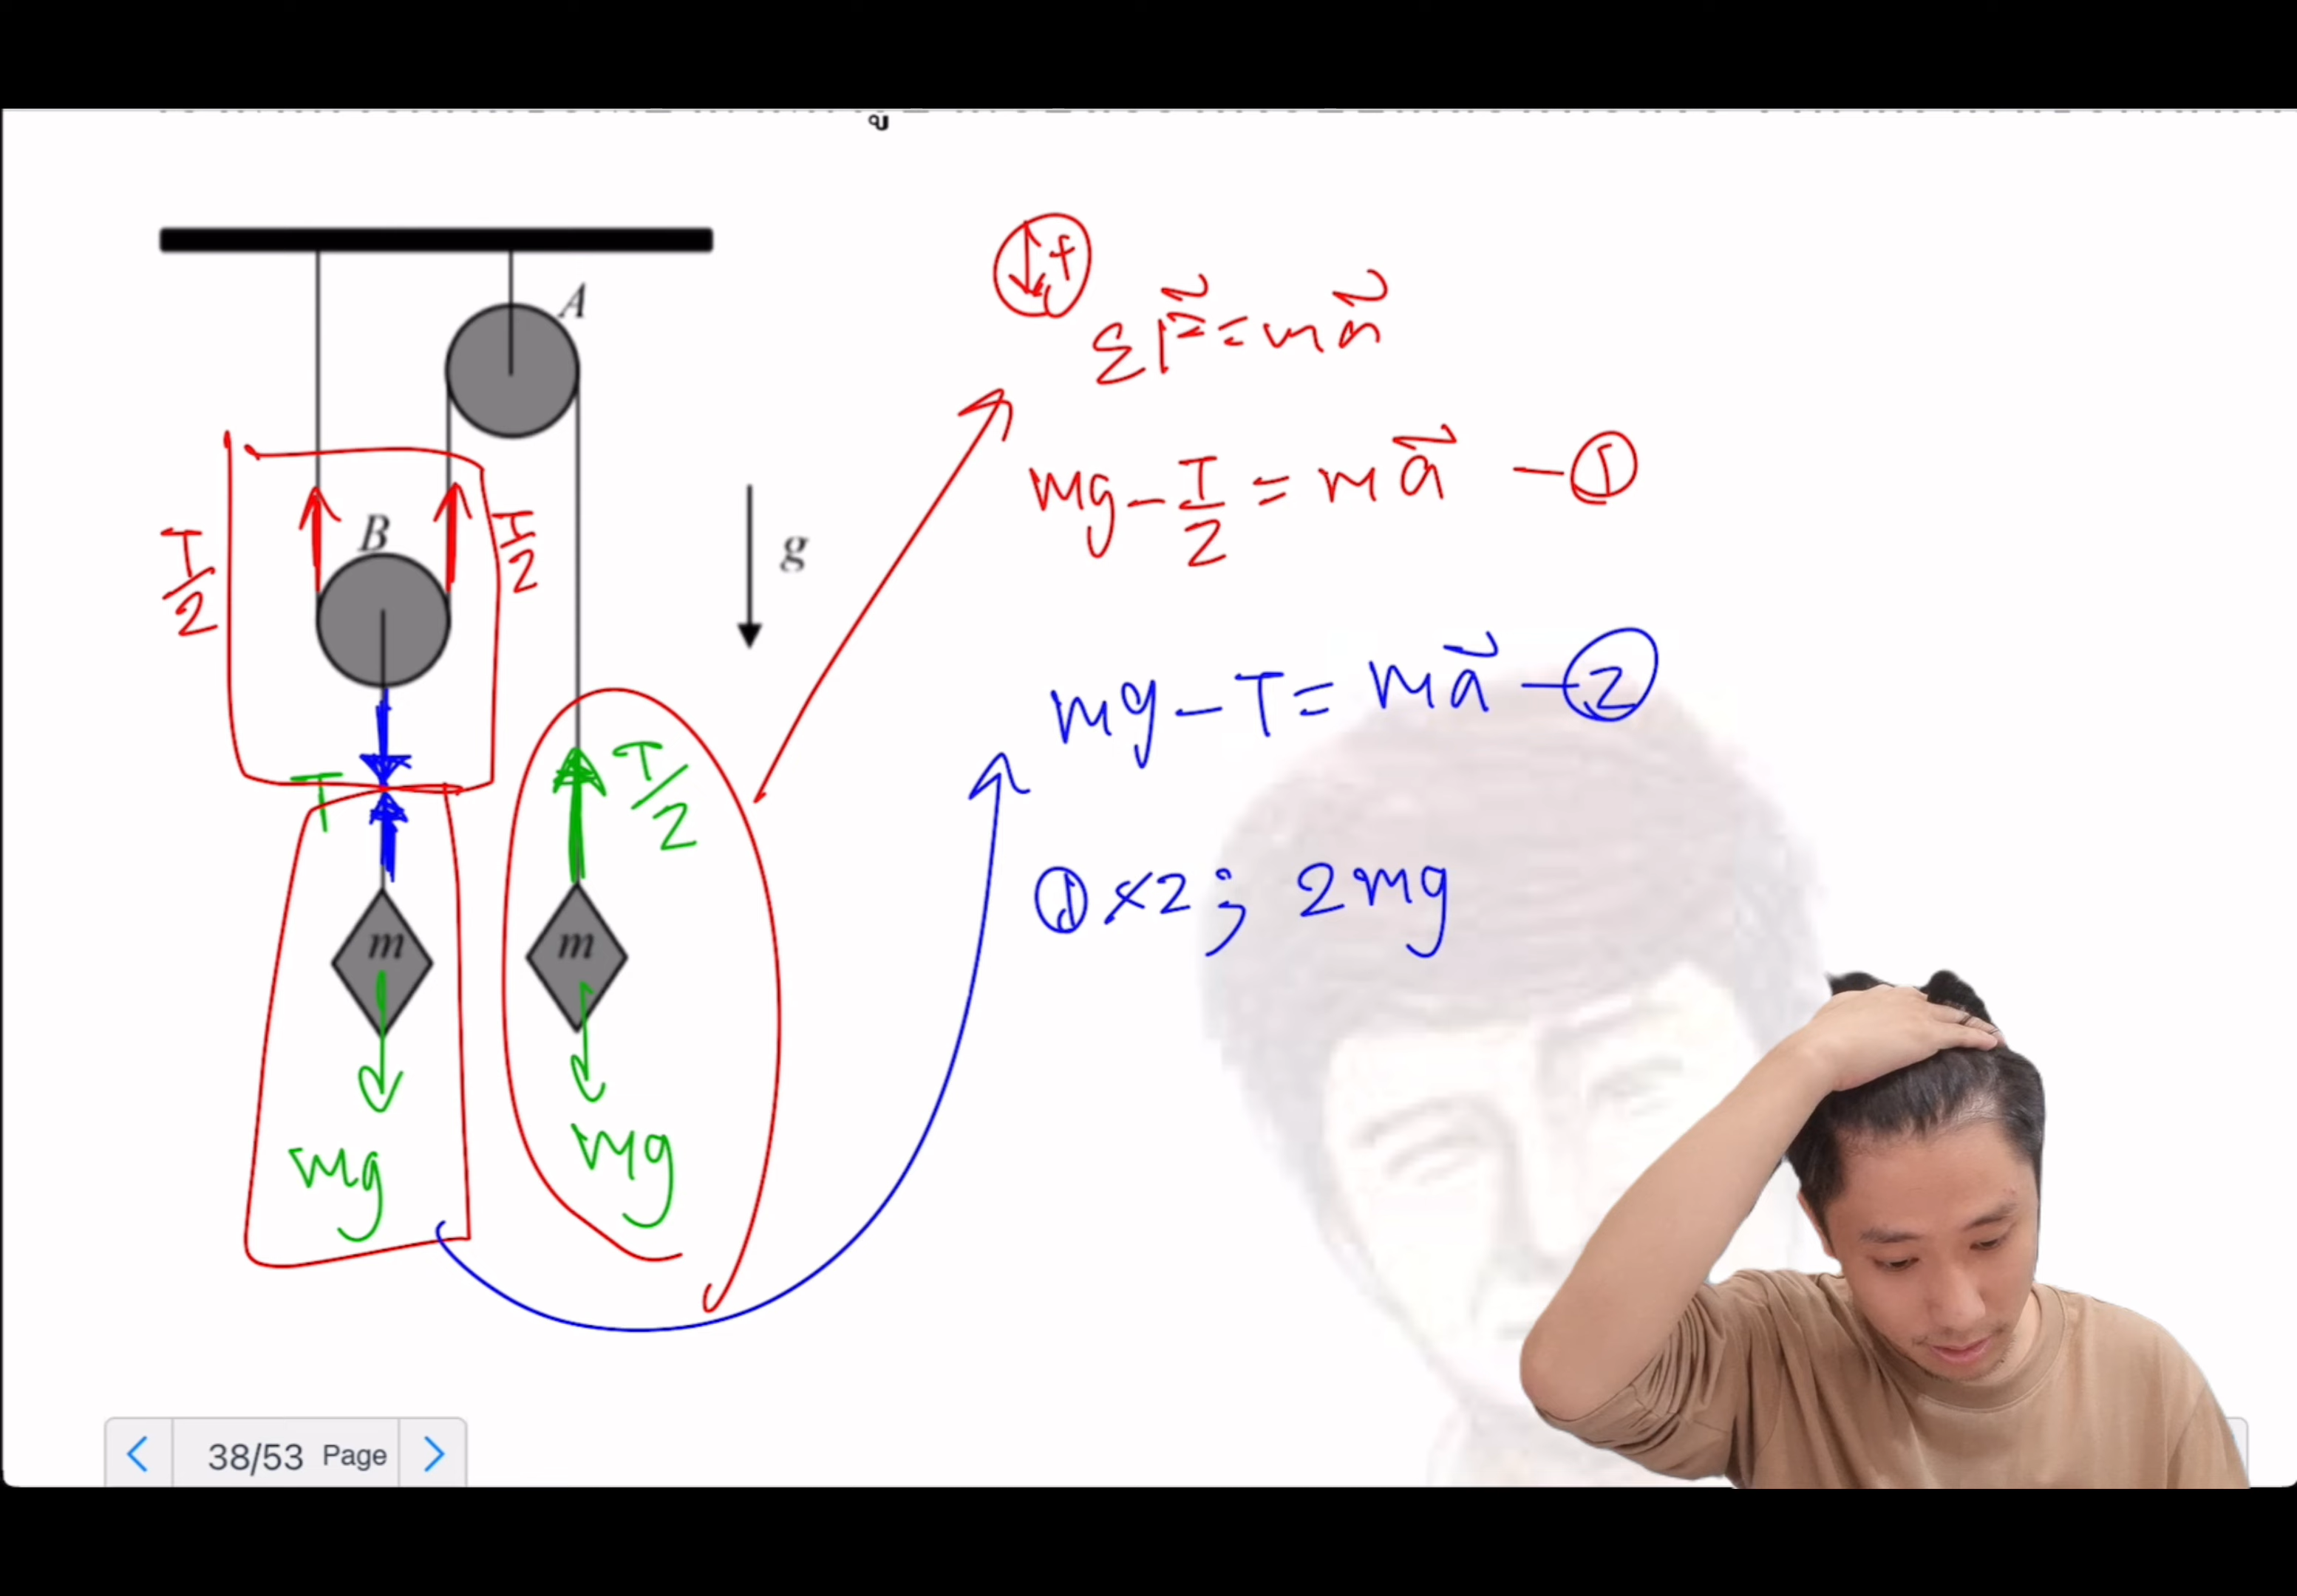 A
↓+
ΣF⃗=ma⃗
mg-T/2=ma⃗ -①
T/2
B
T/2
g
mg-T=ma⃗ -②
T
T/2
①×2; 2mg
m
m
mg
mg
38/53 Page